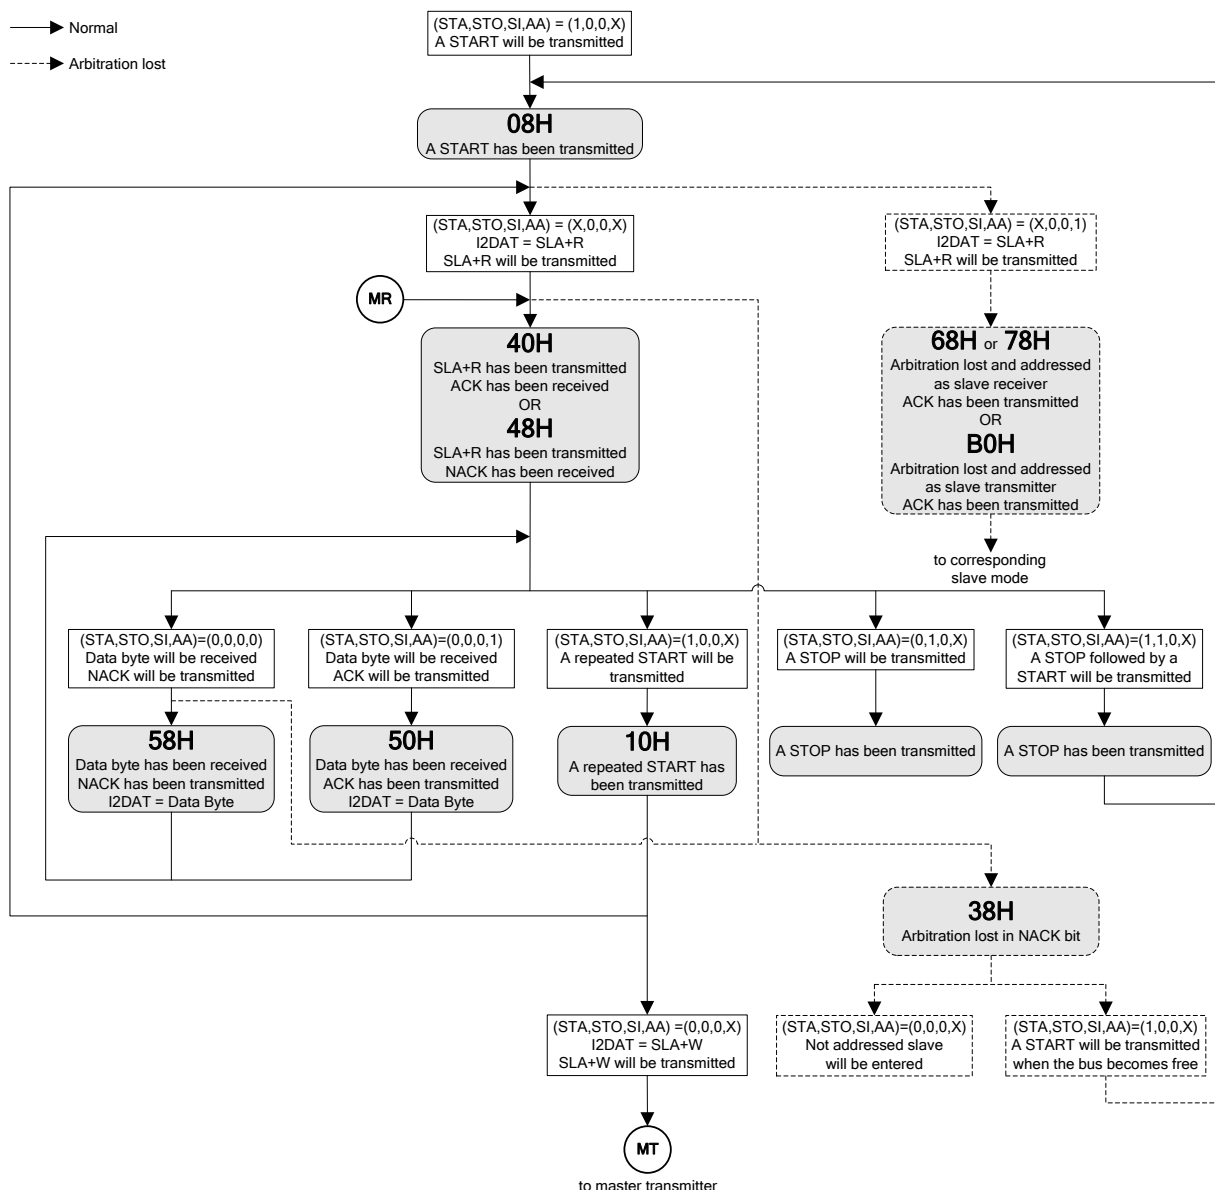 Normal
Arbitration lost
(STA,STO,SI,AA) = (1,0,0,X)
A START will be transmitted
08H
A START has been transmitted
(STA,STO,SI,AA) = (X,0,0,X)
I2DAT = SLA+R
SLA+R will be transmitted
(STA,STO,SI,AA) = (X,0,0,1)
I2DAT = SLA+R
SLA+R will be transmitted
MR
40H
SLA+R has been transmitted
ACK has been received
OR
48H
SLA+R has been transmitted
NACK has been received
68H or 78H
Arbitration lost and addressed
as slave receiver
ACK has been transmitted
OR
B0H
Arbitration lost and addressed
as slave transmitter
ACK has been transmitted
to corresponding
slave mode
(STA,STO,SI,AA)=(0,0,0,0)
Data byte will be received
NACK will be transmitted
(STA,STO,SI,AA)=(0,0,0,1)
Data byte will be received
ACK will be transmitted
(STA,STO,SI,AA)=(1,0,0,X)
A repeated START will be
transmitted
(STA,STO,SI,AA)=(0,1,0,X)
A STOP will be transmitted
(STA,STO,SI,AA)=(1,1,0,X)
A STOP followed by a
START will be transmitted
58H
Data byte has been received
NACK has been transmitted
I2DAT = Data Byte
50H
Data byte has been received
ACK has been transmitted
I2DAT = Data Byte
10H
A repeated START has
been transmitted
A STOP has been transmitted
A STOP has been transmitted
38H
Arbitration lost in NACK bit
(STA,STO,SI,AA) =(0,0,0,X)
I2DAT = SLA+W
SLA+W will be transmitted
(STA,STO,SI,AA)=(0,0,0,X)
Not addressed slave
will be entered
(STA,STO,SI,AA)=(1,0,0,X)
A START will be transmitted
when the bus becomes free
MT
to master transmitter